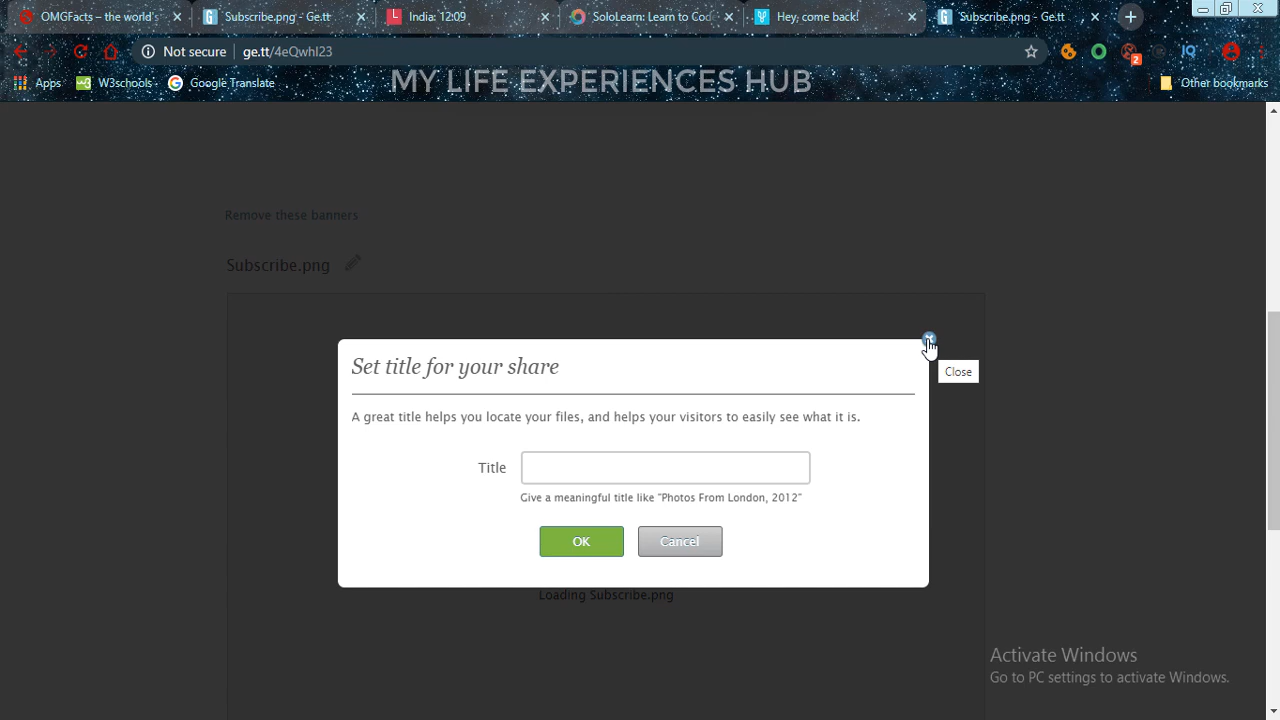 OMGFacts – the world's
Subscribe.png - Ge.tt
India: 12:09
SoloLearn: Learn to Cod
Hey, come back!
Subscribe.png - Ge.tt
Not secure
ge.tt/4eQwhI23
2
IQ
Apps
W3schools
Google Translate
MY LIFE EXPERIENCES HUB
Other bookmarks
Remove these banners
Subscribe.png
Set title for your share
Close
A great title helps you locate your files, and helps your visitors to easily see what it is.
Title
Give a meaningful title like "Photos From London, 2012"
OK
Cancel
Loading Subscribe.png
Activate Windows
Go to PC settings to activate Windows.